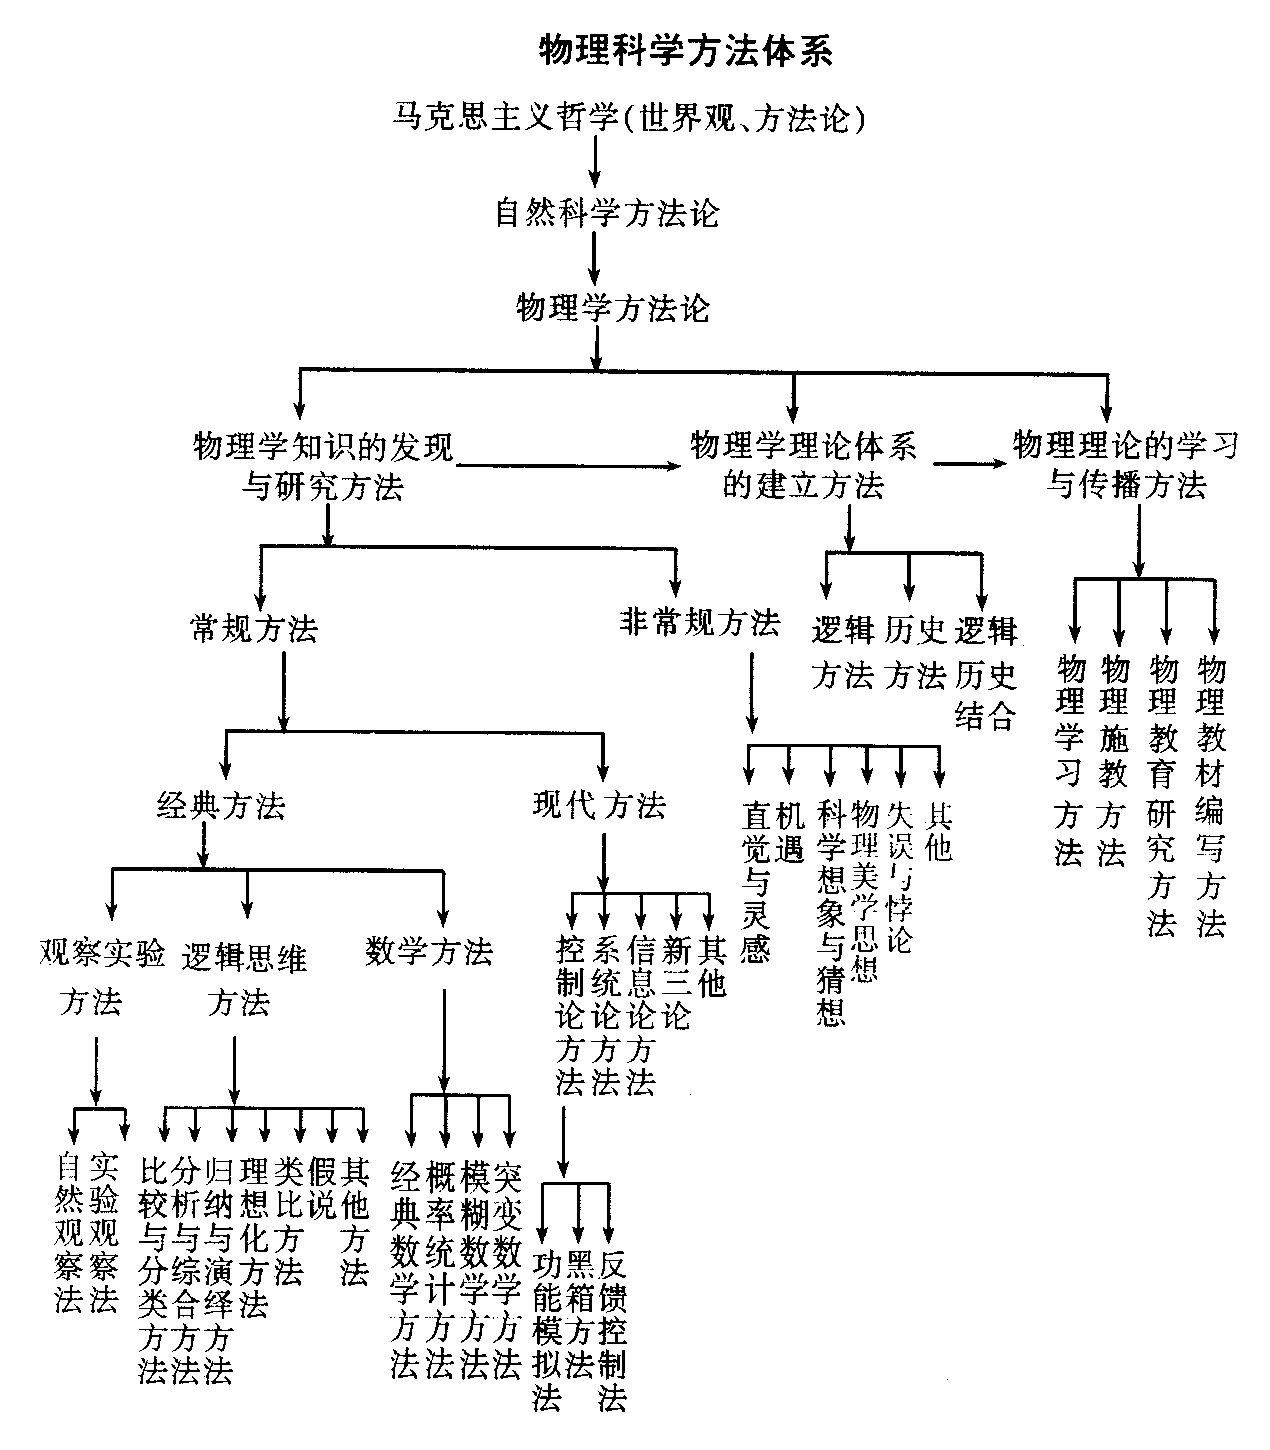 物理科学方法体系
马克思主义哲学(世界观、方法论)
自然科学方法论
物理学方法论
物理学知识的发现
与研究方法
物理学理论体系
的建立方法
物理理论的学习
与传播方法
常规方法
非常规方法
逻辑
方法
历史
方法
逻辑
历史
结合
物理学习方法
物理施教方法
物理教育研究方法
物理教材编写方法
经典方法
现代方法
直觉与灵感
机遇
科学想象与猜想
物理美学思想
失误与悖论
其他
观察实验
方法
逻辑思维
方法
数学方法
控制论方法
系统论方法
信息论方法
新三论
其他
自然观察法
实验观察法
比较与分类方法
分析与综合方法
归纳与演绎方法
理想化方法
类比方法
假说
其他方法
经典数学方法
概率统计方法
模糊数学方法
突变数学方法
功能模拟法
黑箱方法
反馈控制法